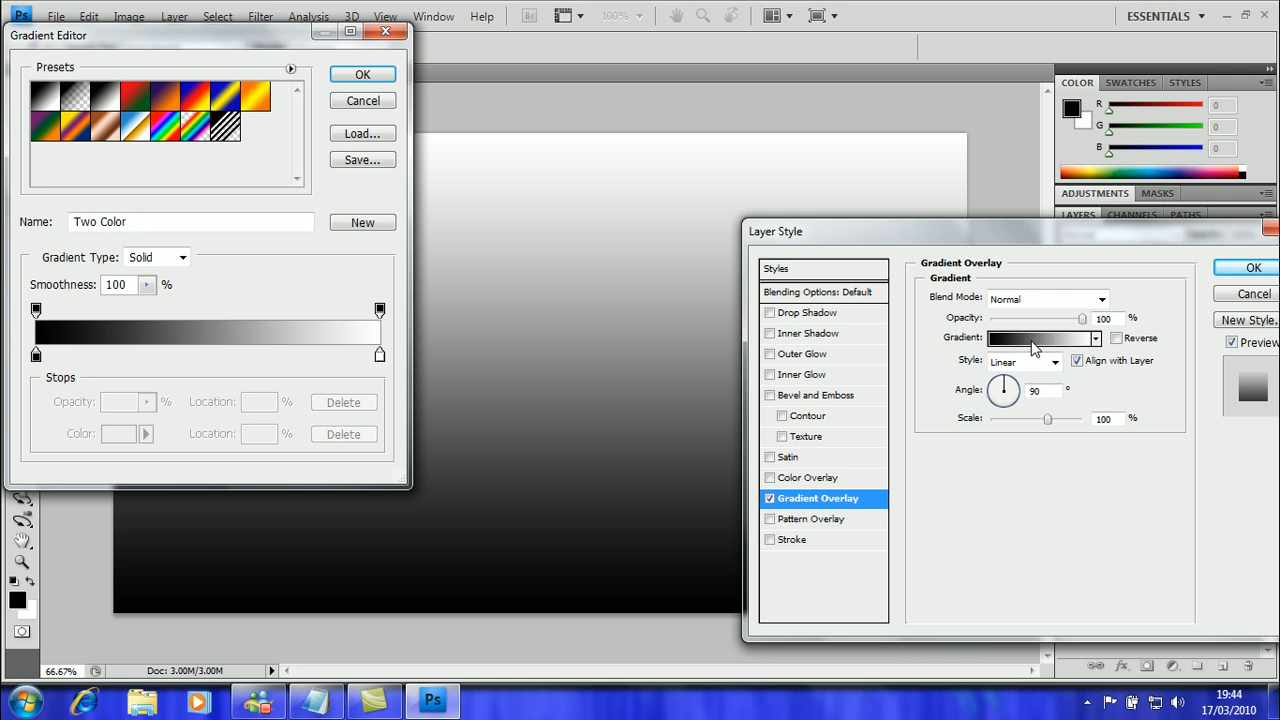 Ps File Edit Image Layer Select Filter Analysis 3D View Window Help Br 100% ESSENTIALS
Gradient Editor
Presets
OK
Cancel
Load...
Save...
Name: Two Color New
Gradient Type: Solid
Smoothness: 100 %
Stops
Opacity: % Location: % Delete
Color: Location: % Delete
COLOR SWATCHES STYLES
R 0
G 0
B 0
ADJUSTMENTS MASKS
LAYERS CHANNELS PATHS
Layer Style
Styles
Blending Options: Default
Drop Shadow
Inner Shadow
Outer Glow
Inner Glow
Bevel and Emboss
Contour
Texture
Satin
Color Overlay
Gradient Overlay
Pattern Overlay
Stroke
Gradient Overlay
Gradient
Blend Mode: Normal
Opacity: 100 %
Gradient: Reverse
Style: Linear Align with Layer
Angle: 90 °
Scale: 100 %
OK
Cancel
New Style...
Preview
66.67% Doc: 3.00M/3.00M
fx
Ps
19:44
17/03/2010